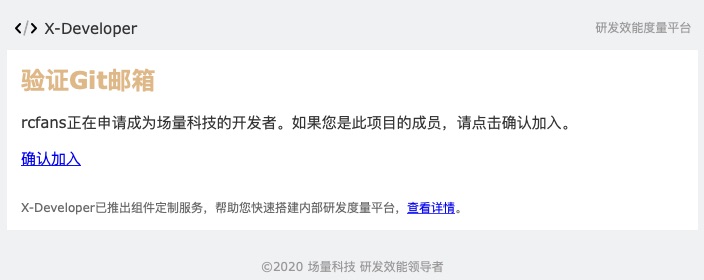 </> X-Developer
研发效能度量平台
验证Git邮箱
rcfans正在申请成为场量科技的开发者。如果您是此项目的成员，请点击确认加入。
确认加入
X-Developer已推出组件定制服务，帮助您快速搭建内部研发度量平台，查看详情。
©2020 场量科技 研发效能领导者